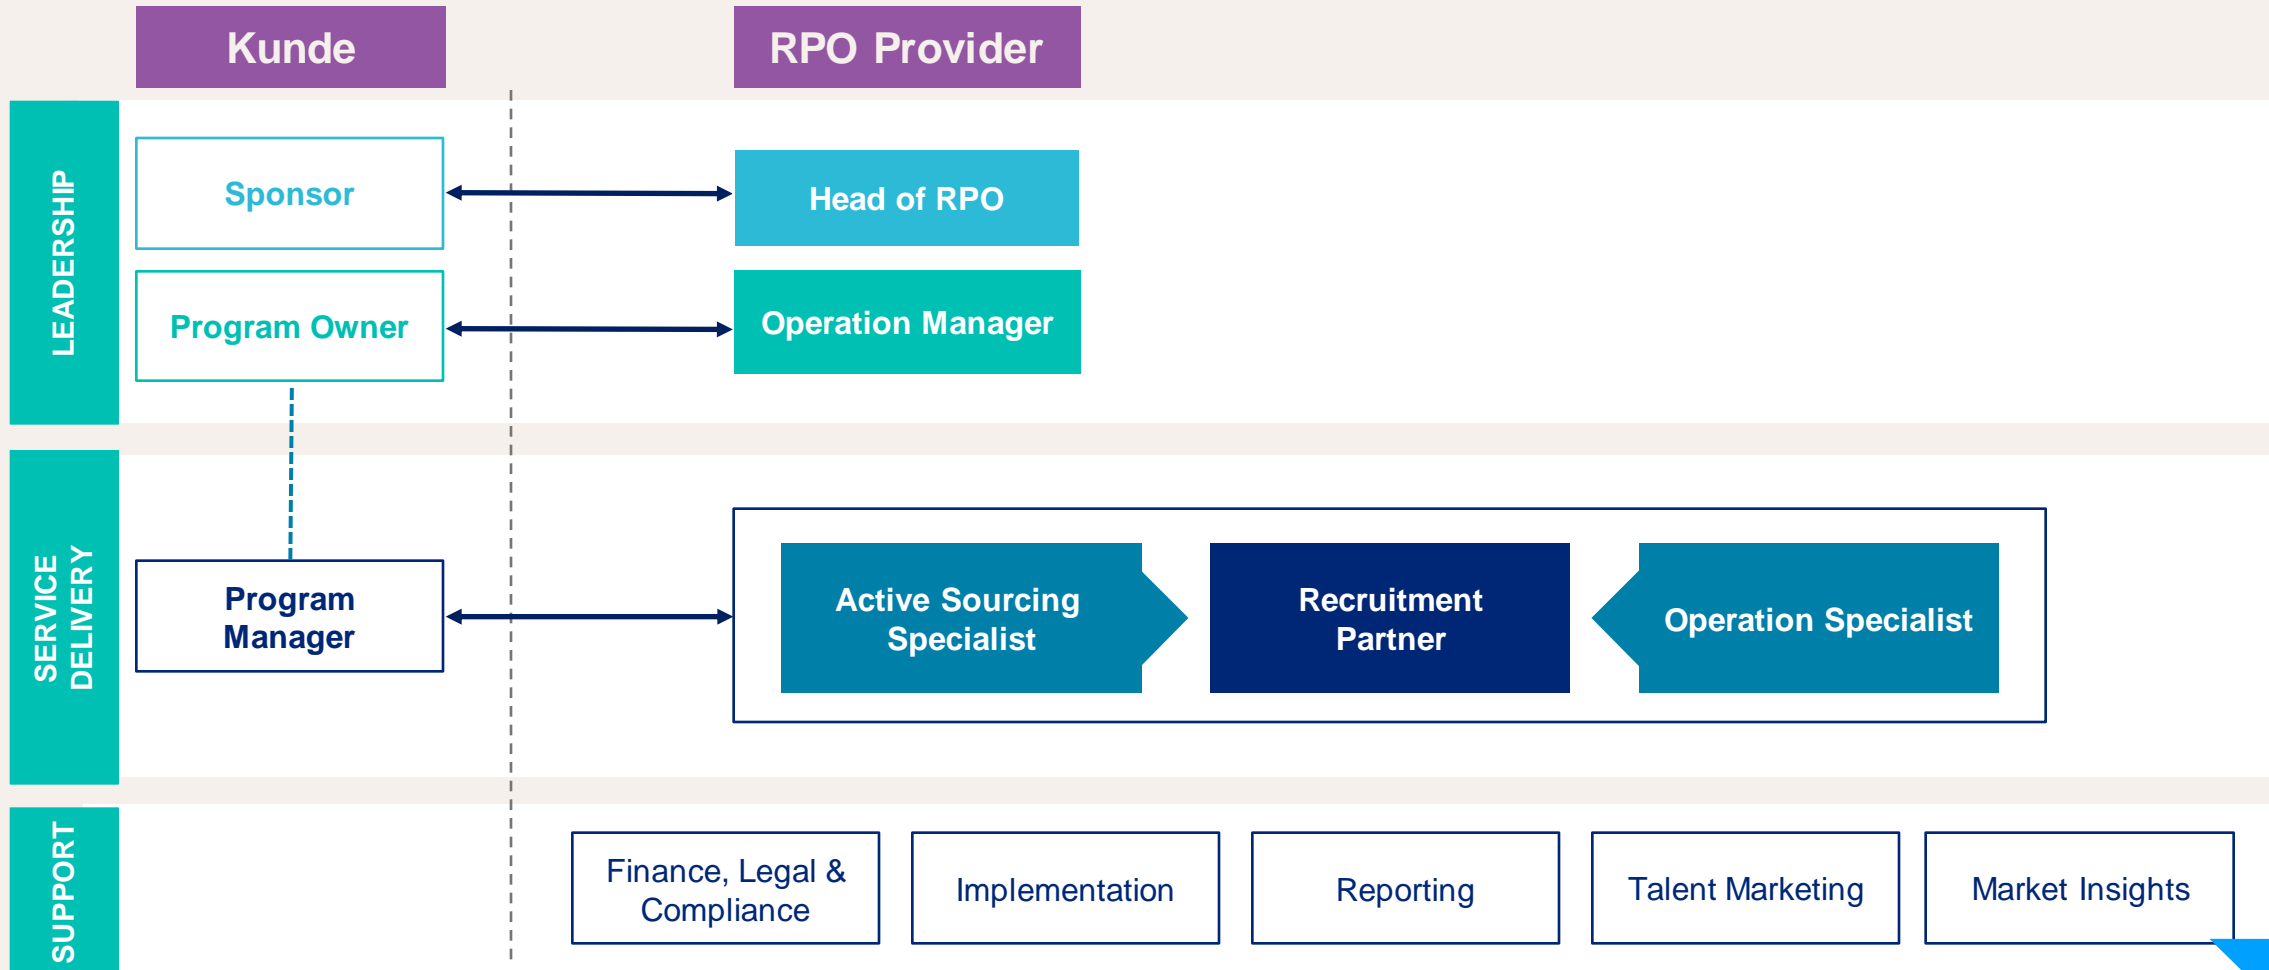 Kunde
RPO Provider
LEADERSHIP
Sponsor
Head of RPO
Program Owner
Operation Manager
SERVICE
DELIVERY
Program
Manager
Active Sourcing
Specialist
Recruitment
Partner
Operation Specialist
SUPPORT
Finance, Legal &
Compliance
Implementation
Reporting
Talent Marketing
Market Insights